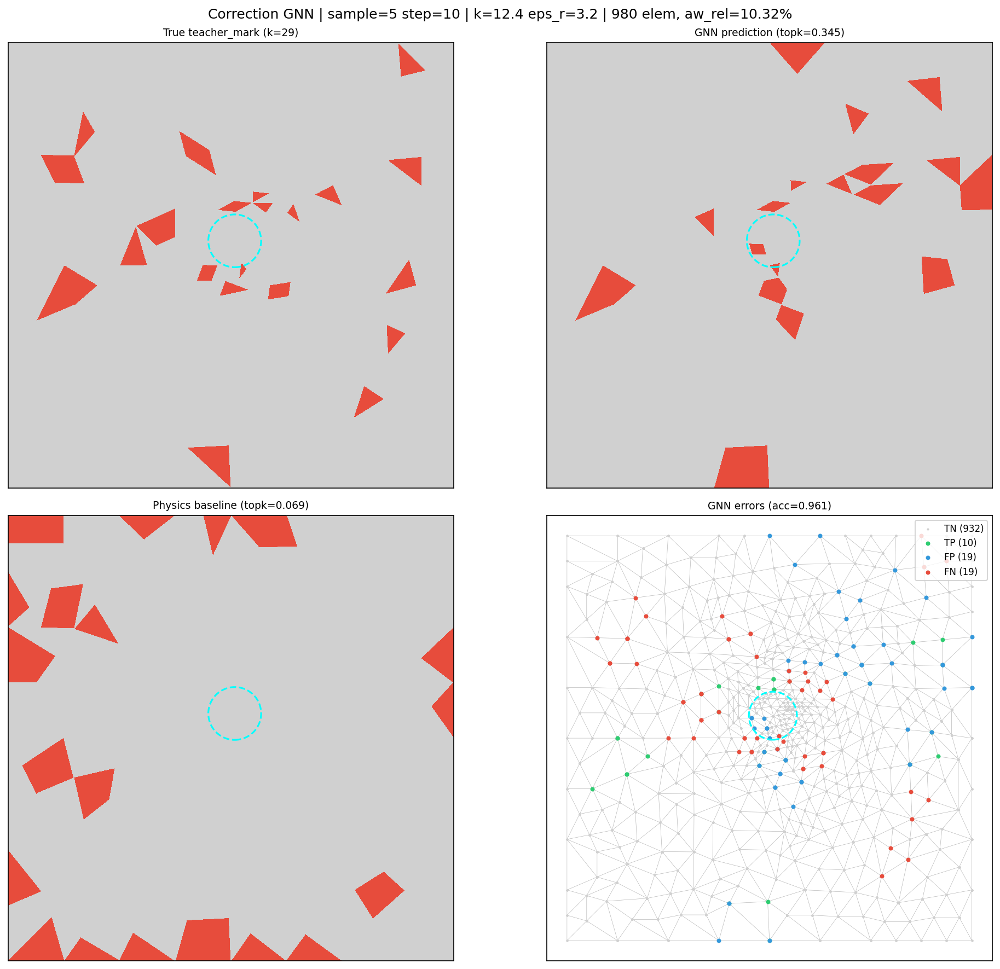 Correction GNN | sample=5 step=10 | k=12.4 eps_r=3.2 | 980 elem, aw_rel=10.32%
True teacher_mark (k=29)
GNN prediction (topk=0.345)
Physics baseline (topk=0.069)
GNN errors (acc=0.961)
TN (932)
TP (10)
FP (19)
FN (19)